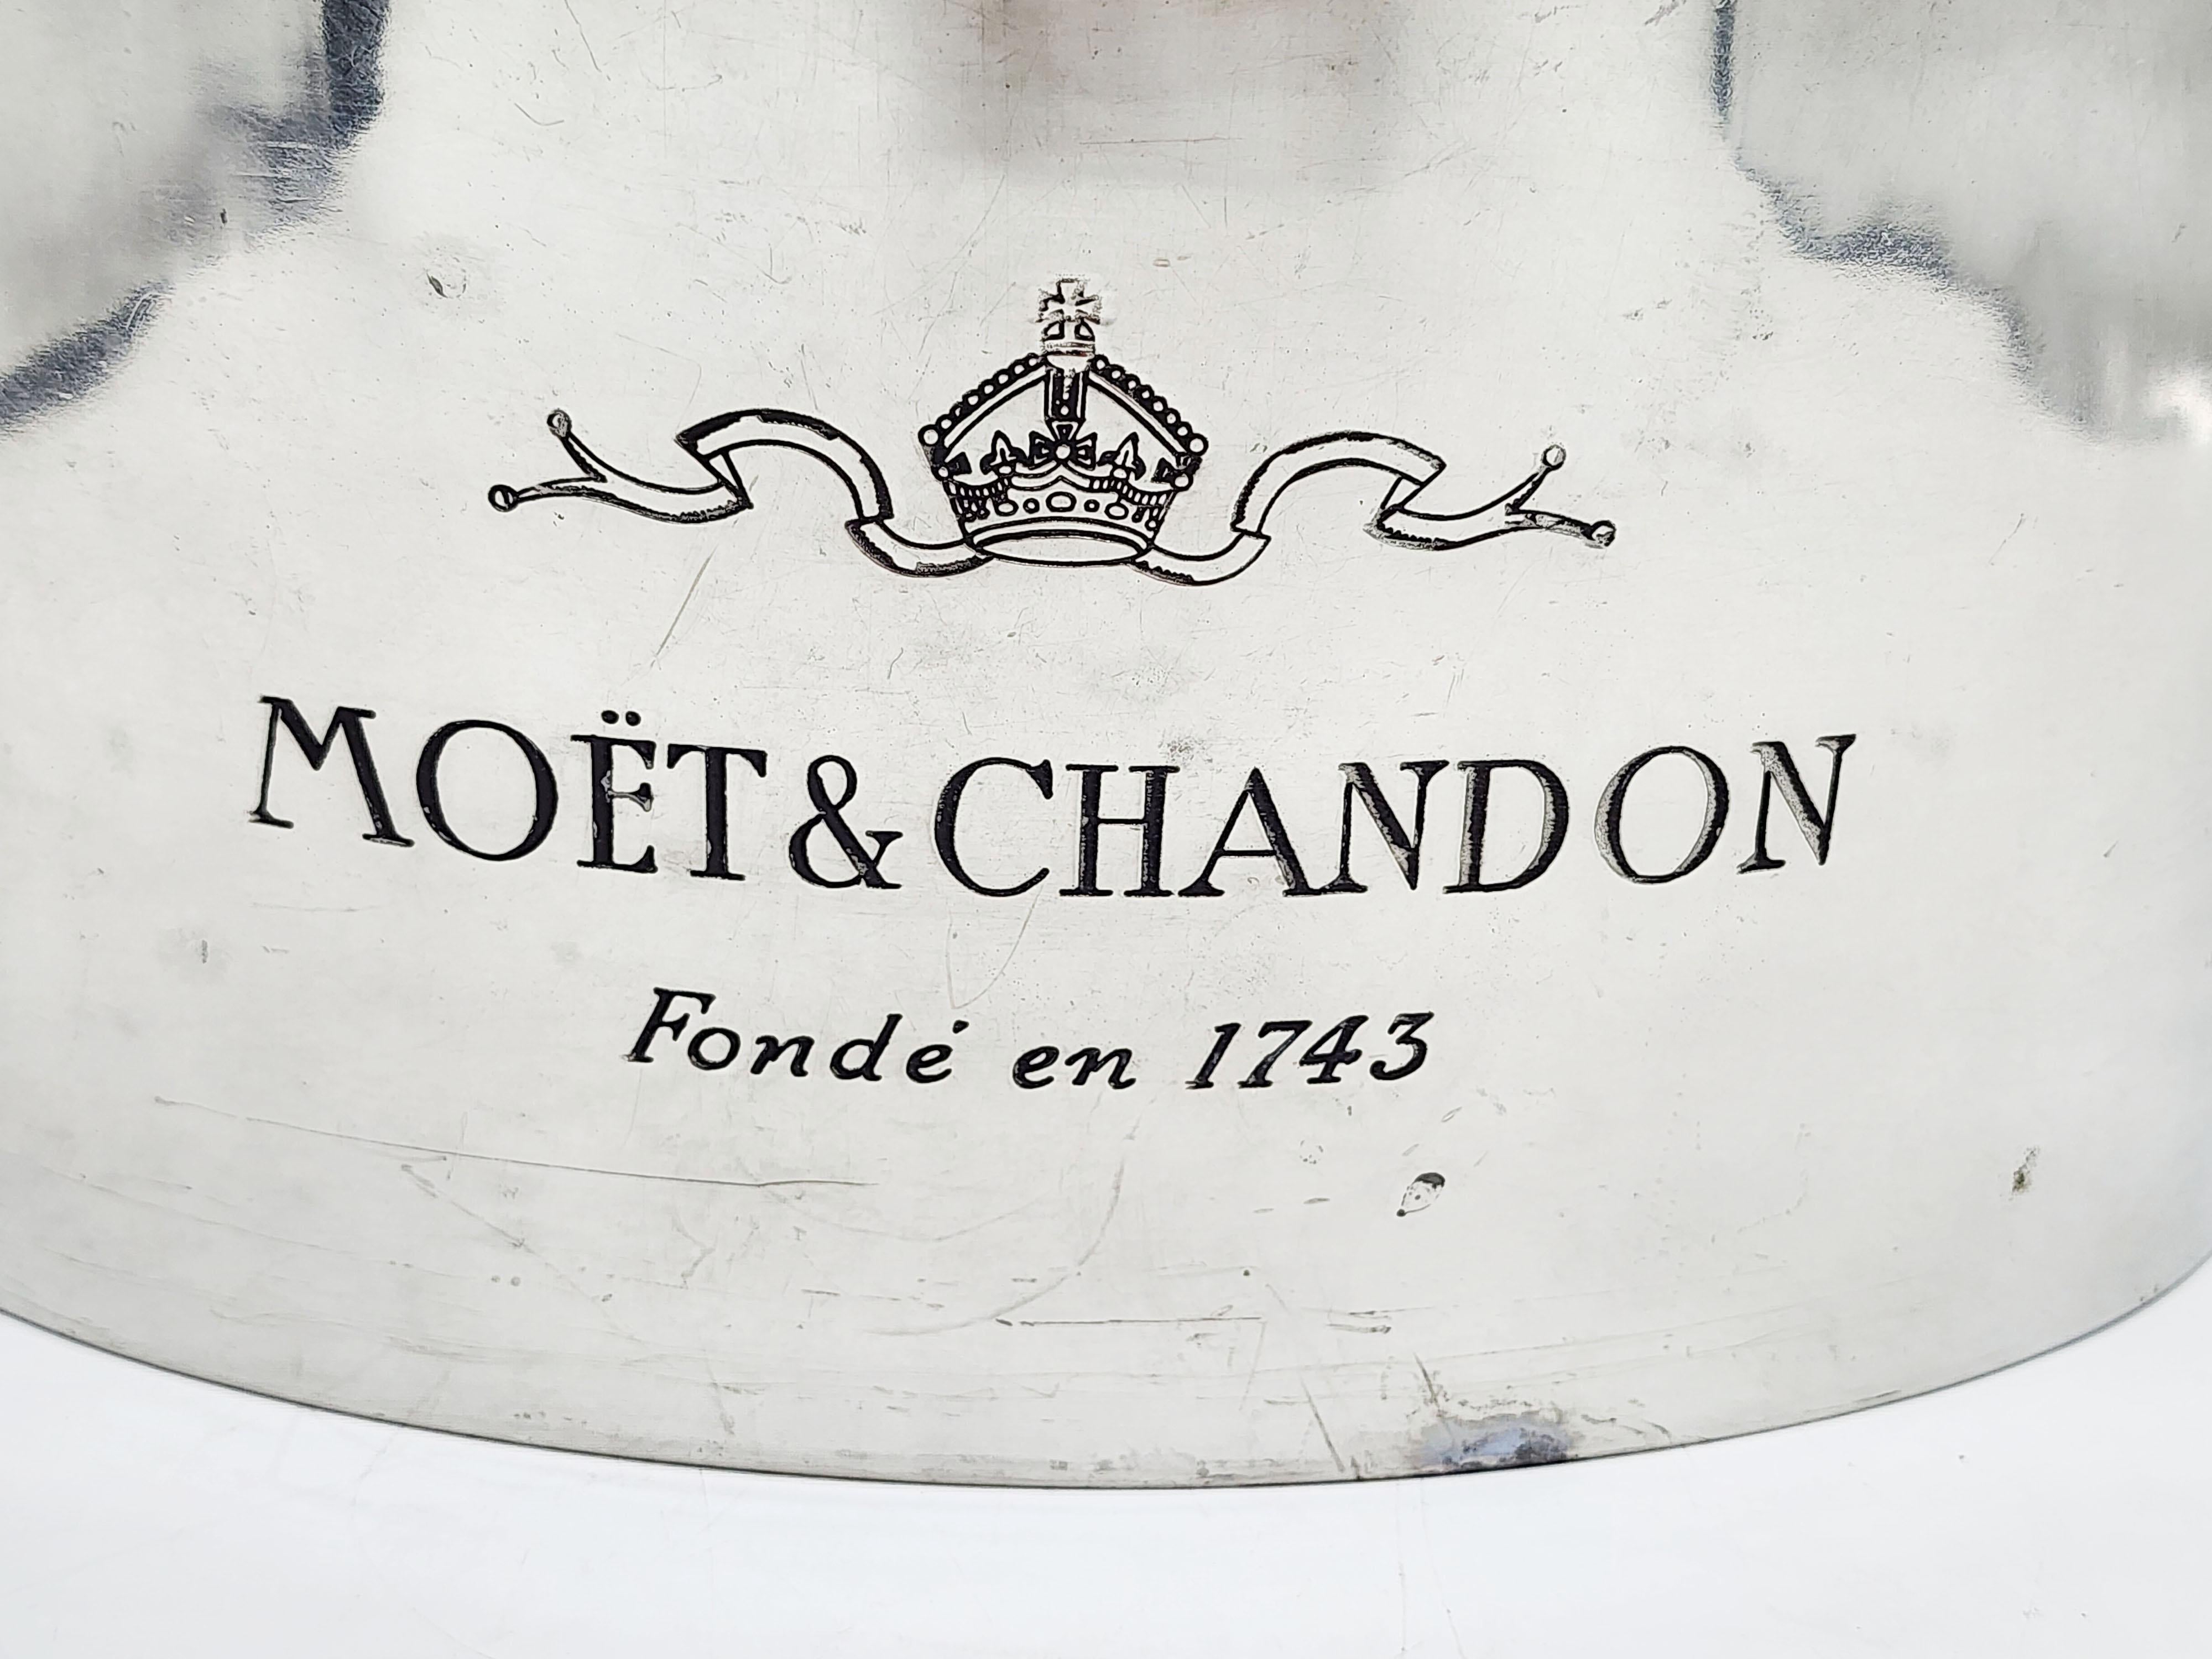 MOËT & CHANDON
Fondé en 1743